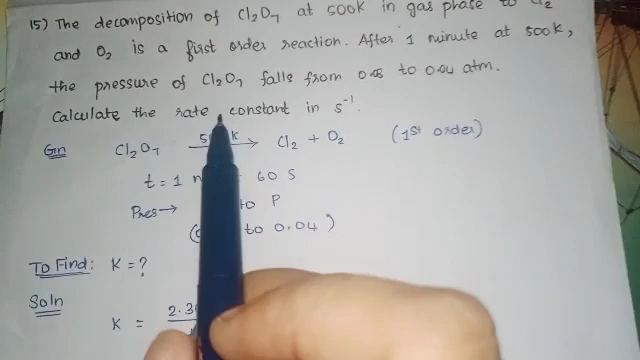 15) The decomposition of Cl2O7 at 500K in gas phase to Cl2
and O2 is a first order reaction. After 1 minute at 500K,
the pressure of Cl2O7 falls from 0.08 to 0.04 atm.
Calculate the rate constant in s⁻¹.
Gn Cl2O7 → Cl2 + O2 (1st order)
t = 1 60 S
Pres→ to P
to 0.04)
To Find: K = ?
Soln
K =